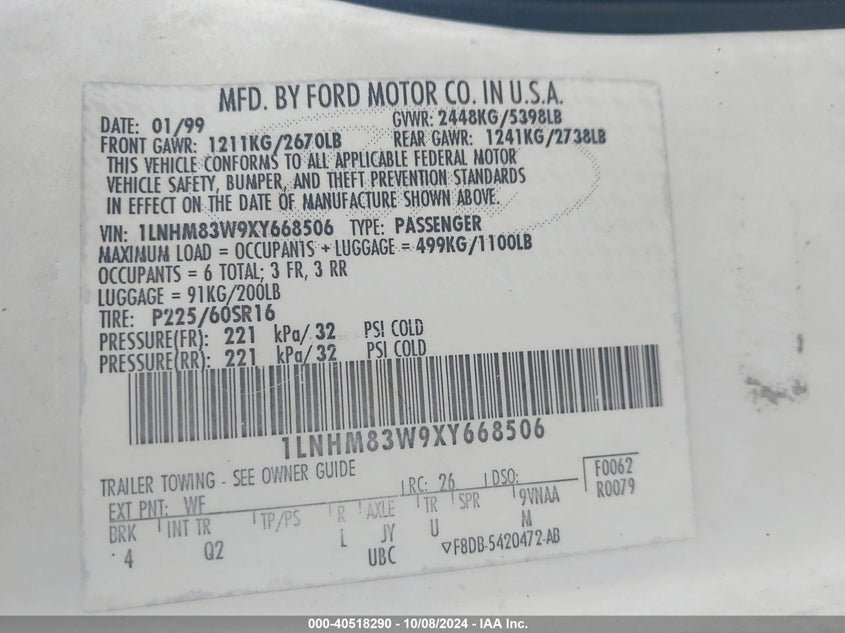 MFD. BY FORD MOTOR CO. IN U.S.A.
DATE: 01/99 GVWR: 2448KG/5398LB
FRONT GAWR: 1211KG/2670LB REAR GAWR: 1241KG/2738LB
THIS VEHICLE CONFORMS TO ALL APPLICABLE FEDERAL MOTOR
VEHICLE SAFETY, BUMPER, AND THEFT PREVENTION STANDARDS
IN EFFECT ON THE DATE OF MANUFACTURE SHOWN ABOVE.
VIN: 1LNHM83W9XY668506 TYPE: PASSENGER
MAXIMUM LOAD = OCCUPANTS + LUGGAGE = 499KG/1100LB
OCCUPANTS = 6 TOTAL; 3 FR, 3 RR
LUGGAGE = 91KG/200LB
TIRE: P225/60SR16
PRESSURE(FR): 221 kPa/32 PSI COLD
PRESSURE(RR): 221 kPa/32 PSI COLD
1LNHM83W9XY668506
TRAILER TOWING - SEE OWNER GUIDE
EXT PNT: WF RC: 26 DSO: F0062
BRK INT TR TP/PS R AXLE TR SPR 9VNAA R0079
4 Q2 L JY U M
UBC ▽F8DB-5420472-AB
000-40518290 - 10/08/2024 - IAA Inc.